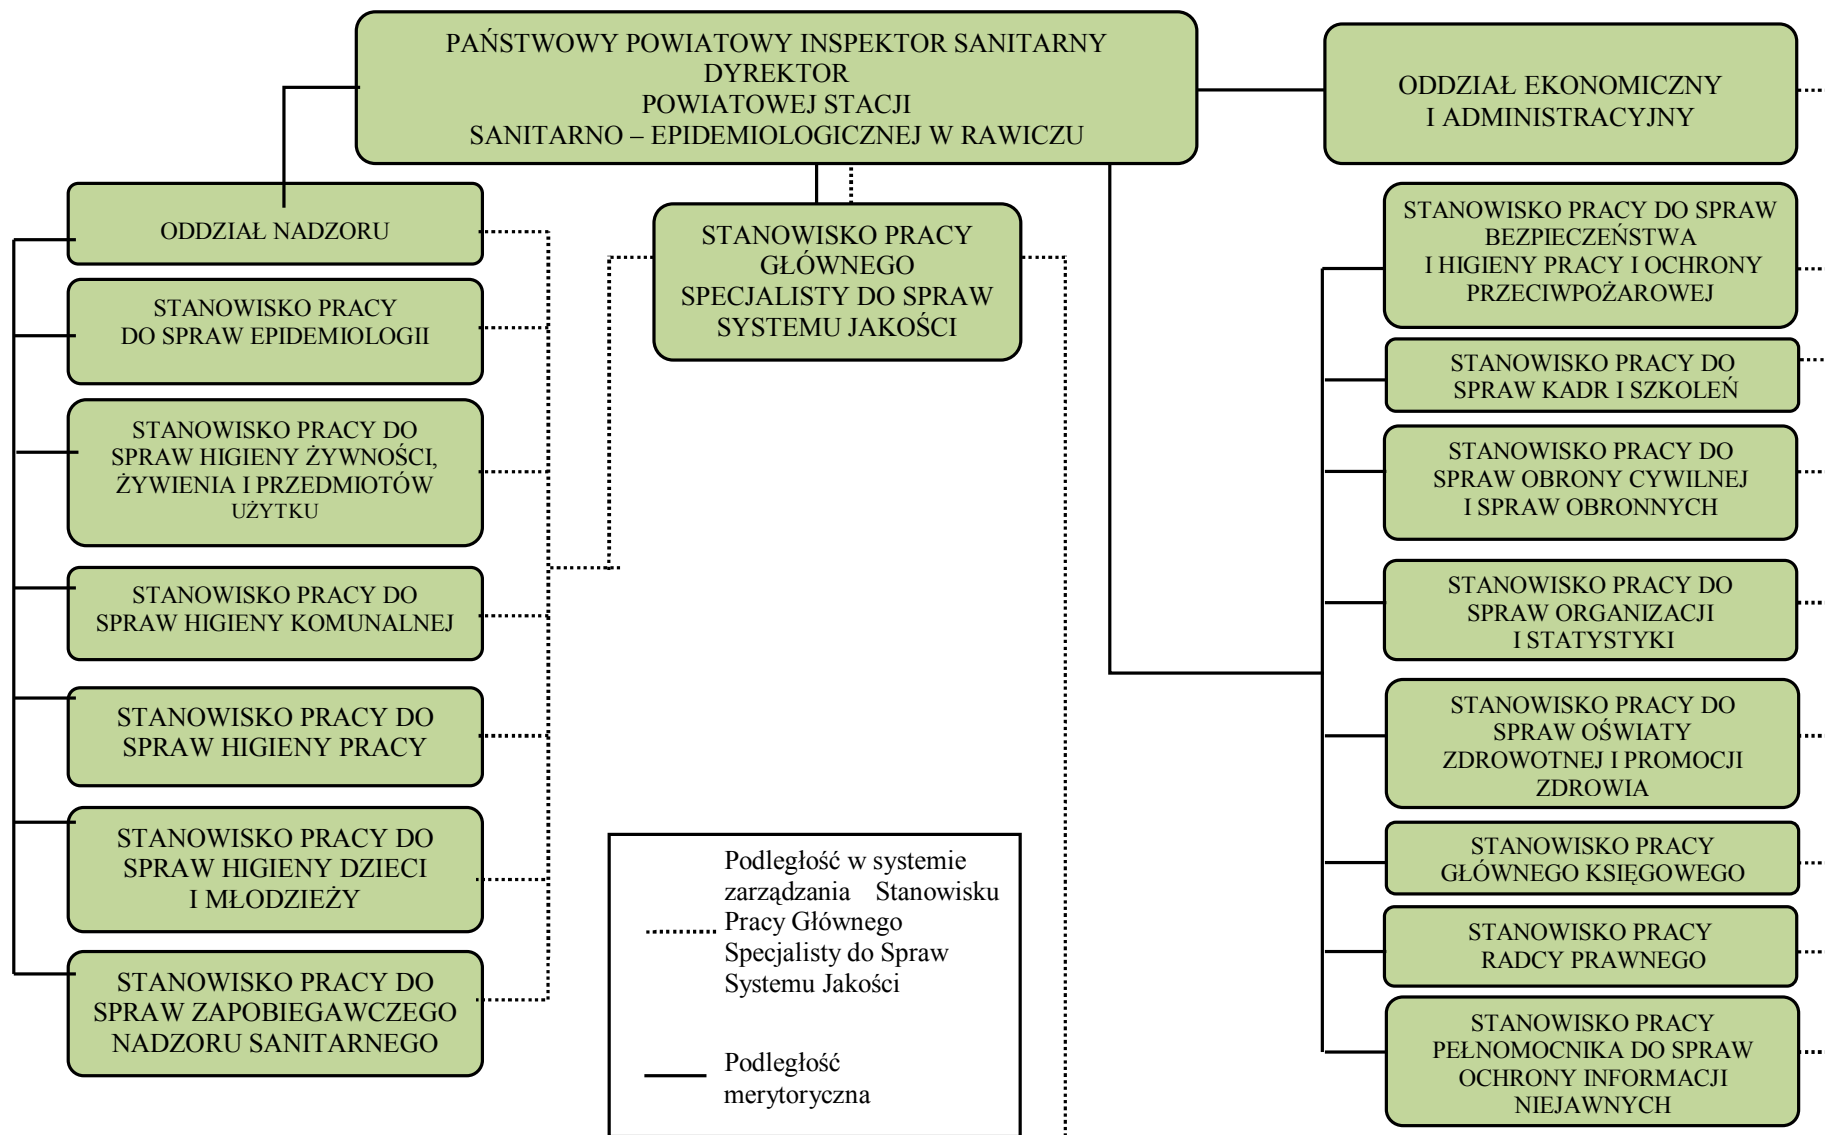 PAŃSTWOWY POWIATOWY INSPEKTOR SANITARNY
DYREKTOR
POWIATOWEJ STACJI
SANITARNO – EPIDEMIOLOGICZNEJ W RAWICZU
ODDZIAŁ EKONOMICZNY
I ADMINISTRACYJNY
ODDZIAŁ NADZORU
STANOWISKO PRACY
DO SPRAW EPIDEMIOLOGII
STANOWISKO PRACY DO
SPRAW HIGIENY ŻYWNOŚCI,
ŻYWIENIA I PRZEDMIOTÓW
UŻYTKU
STANOWISKO PRACY DO
SPRAW HIGIENY KOMUNALNEJ
STANOWISKO PRACY DO
SPRAW HIGIENY PRACY
STANOWISKO PRACY DO
SPRAW HIGIENY DZIECI
I MŁODZIEŻY
STANOWISKO PRACY DO
SPRAW ZAPOBIEGAWCZEGO
NADZORU SANITARNEGO
STANOWISKO PRACY
GŁÓWNEGO
SPECJALISTY DO SPRAW
SYSTEMU JAKOŚCI
Podległość w systemie
zarządzania Stanowisku
Pracy Głównego
Specjalisty do Spraw
Systemu Jakości
Podległość
merytoryczna
STANOWISKO PRACY DO SPRAW
BEZPIECZEŃSTWA
I HIGIENY PRACY I OCHRONY
PRZECIWPOŻAROWEJ
STANOWISKO PRACY DO
SPRAW KADR I SZKOLEŃ
STANOWISKO PRACY DO
SPRAW OBRONY CYWILNEJ
I SPRAW OBRONNYCH
STANOWISKO PRACY DO
SPRAW ORGANIZACJI
I STATYSTYKI
STANOWISKO PRACY DO
SPRAW OŚWIATY
ZDROWOTNEJ I PROMOCJI
ZDROWIA
STANOWISKO PRACY
GŁÓWNEGO KSIĘGOWEGO
STANOWISKO PRACY
RADCY PRAWNEGO
STANOWISKO PRACY
PEŁNOMOCNIKA DO SPRAW
OCHRONY INFORMACJI
NIEJAWNYCH